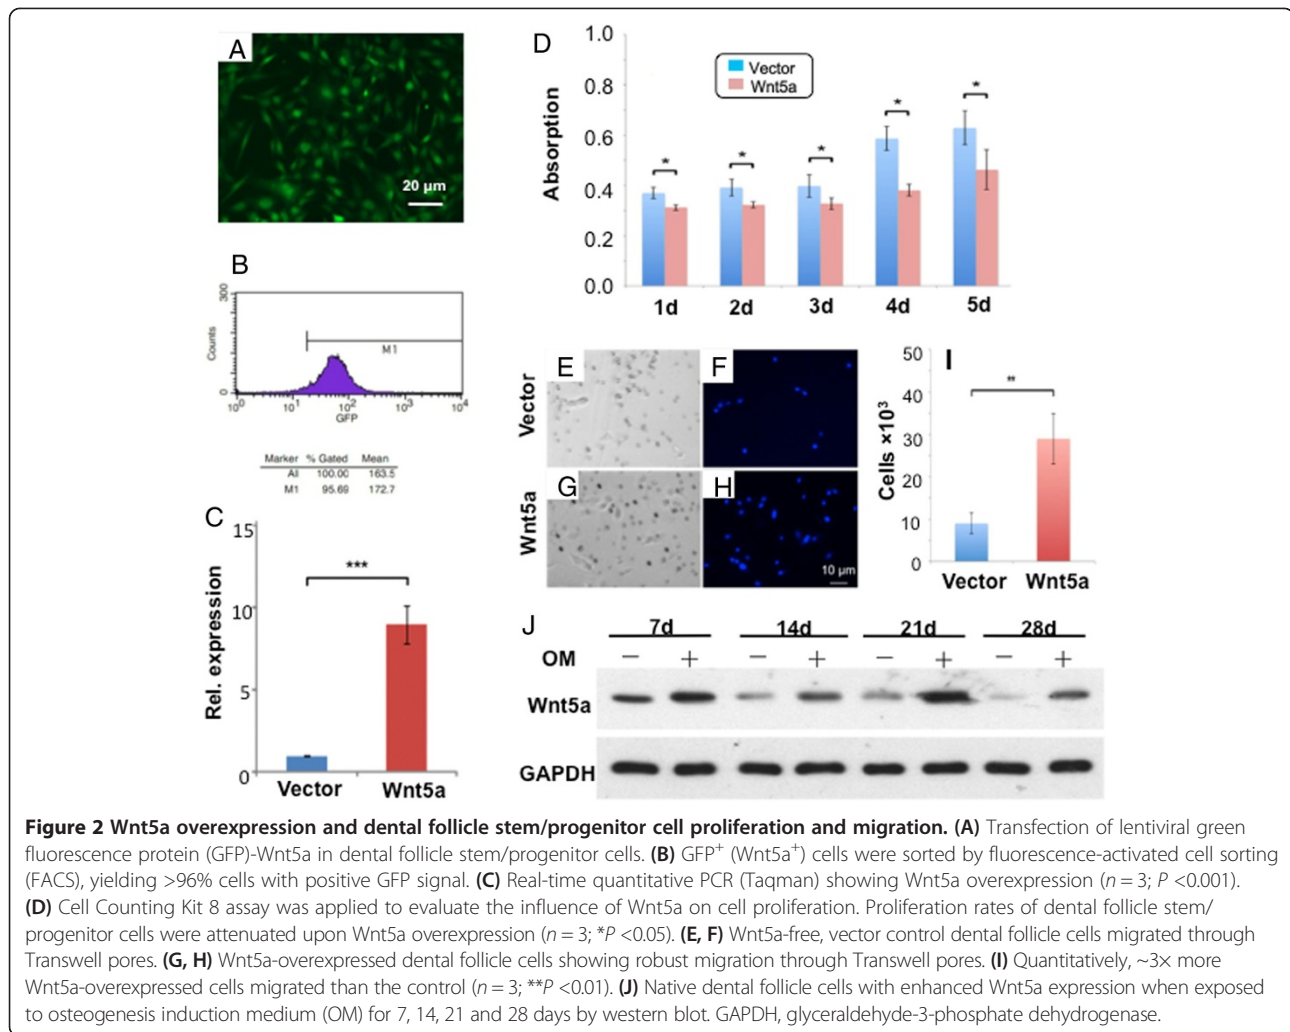 A
20 µm
B
300
Counts
0
M1
10⁰ 10¹ 10² 10³ 10⁴
GFP
Marker % Gated Mean
All 100.00 163.5
M1 95.69 172.7
C
15
10
5
0
Rel. expression
***
Vector Wnt5a
D
1.0
0.8
0.6
0.4
0.2
0.0
Absorption
Vector
Wnt5a
* * * * *
1d 2d 3d 4d 5d
Vector
E F
Wnt5a
G H
10 µm
I
50
40
30
20
10
0
Cells ×10³
**
Vector Wnt5a
J
7d 14d 21d 28d
OM − + − + − + − +
Wnt5a
GAPDH
Figure 2 Wnt5a overexpression and dental follicle stem/progenitor cell proliferation and migration. (A) Transfection of lentiviral green
fluorescence protein (GFP)-Wnt5a in dental follicle stem/progenitor cells. (B) GFP⁺ (Wnt5a⁺) cells were sorted by fluorescence-activated cell sorting
(FACS), yielding >96% cells with positive GFP signal. (C) Real-time quantitative PCR (Taqman) showing Wnt5a overexpression (n = 3; P <0.001).
(D) Cell Counting Kit 8 assay was applied to evaluate the influence of Wnt5a on cell proliferation. Proliferation rates of dental follicle stem/
progenitor cells were attenuated upon Wnt5a overexpression (n = 3; *P <0.05). (E, F) Wnt5a-free, vector control dental follicle cells migrated through
Transwell pores. (G, H) Wnt5a-overexpressed dental follicle cells showing robust migration through Transwell pores. (I) Quantitatively, ~3× more
Wnt5a-overexpressed cells migrated than the control (n = 3; **P <0.01). (J) Native dental follicle cells with enhanced Wnt5a expression when exposed
to osteogenesis induction medium (OM) for 7, 14, 21 and 28 days by western blot. GAPDH, glyceraldehyde-3-phosphate dehydrogenase.